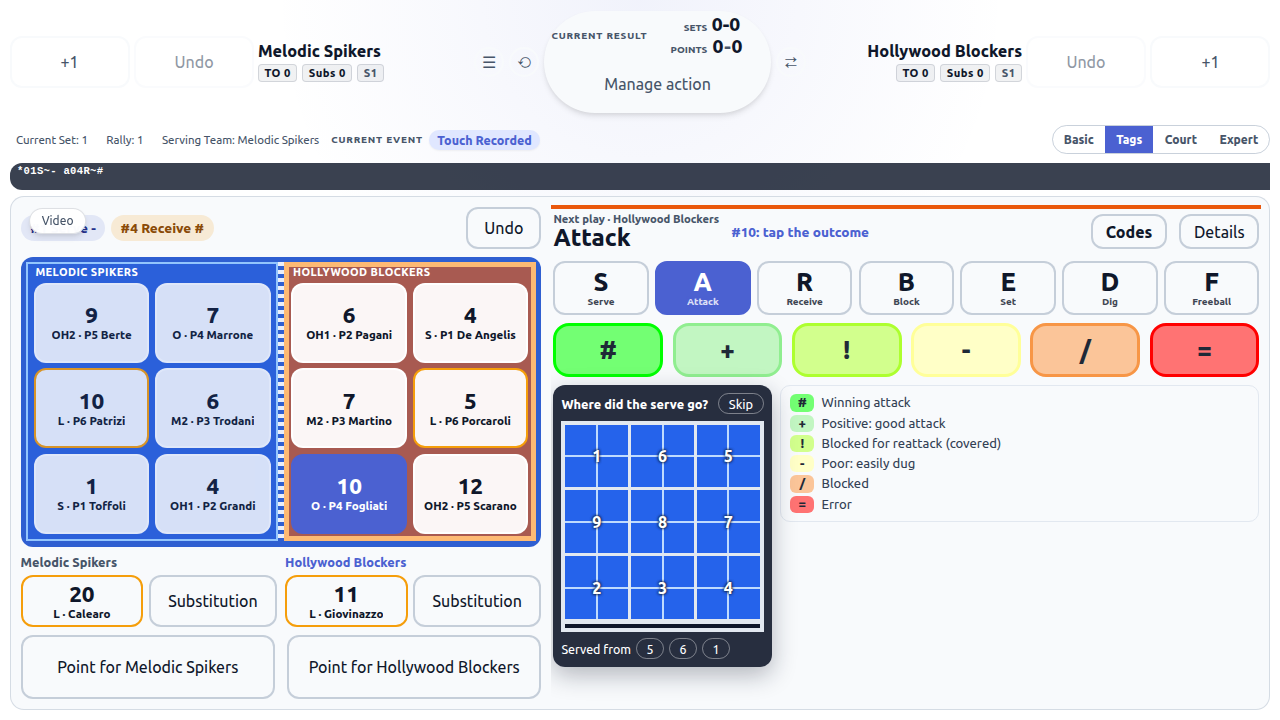 +1
Undo
Melodic Spikers
TO 0 Subs 0 S1
☰
CURRENT RESULT
SETS 0-0
POINTS 0-0
Manage action
⇄
Hollywood Blockers
TO 0 Subs 0 S1
Undo
+1
Current Set: 1 Rally: 1 Serving Team: Melodic Spikers CURRENT EVENT Touch Recorded
Basic Tags Court Expert
*01S~- a04R~#
Video
#4 Receive #
Undo
MELODIC SPIKERS
9
OH2 · P5 Berte
7
O · P4 Marrone
10
L · P6 Patrizi
6
M2 · P3 Trodani
1
S · P1 Toffoli
4
OH1 · P2 Grandi
HOLLYWOOD BLOCKERS
6
OH1 · P2 Pagani
4
S · P1 De Angelis
7
M2 · P3 Martino
5
L · P6 Porcaroli
10
O · P4 Fogliati
12
OH2 · P5 Scarano
Melodic Spikers
20
L · Calearo
Substitution
Hollywood Blockers
11
L · Giovinazzo
Substitution
Point for Melodic Spikers
Point for Hollywood Blockers
Next play · Hollywood Blockers
Attack
#10: tap the outcome
Codes
Details
S
Serve
A
Attack
R
Receive
B
Block
E
Set
D
Dig
F
Freeball
# + ! - / =
Where did the serve go? Skip
1 6 5
9 8 7
2 3 4
Served from 5 6 1
# Winning attack
+ Positive: good attack
! Blocked for reattack (covered)
- Poor: easily dug
/ Blocked
= Error